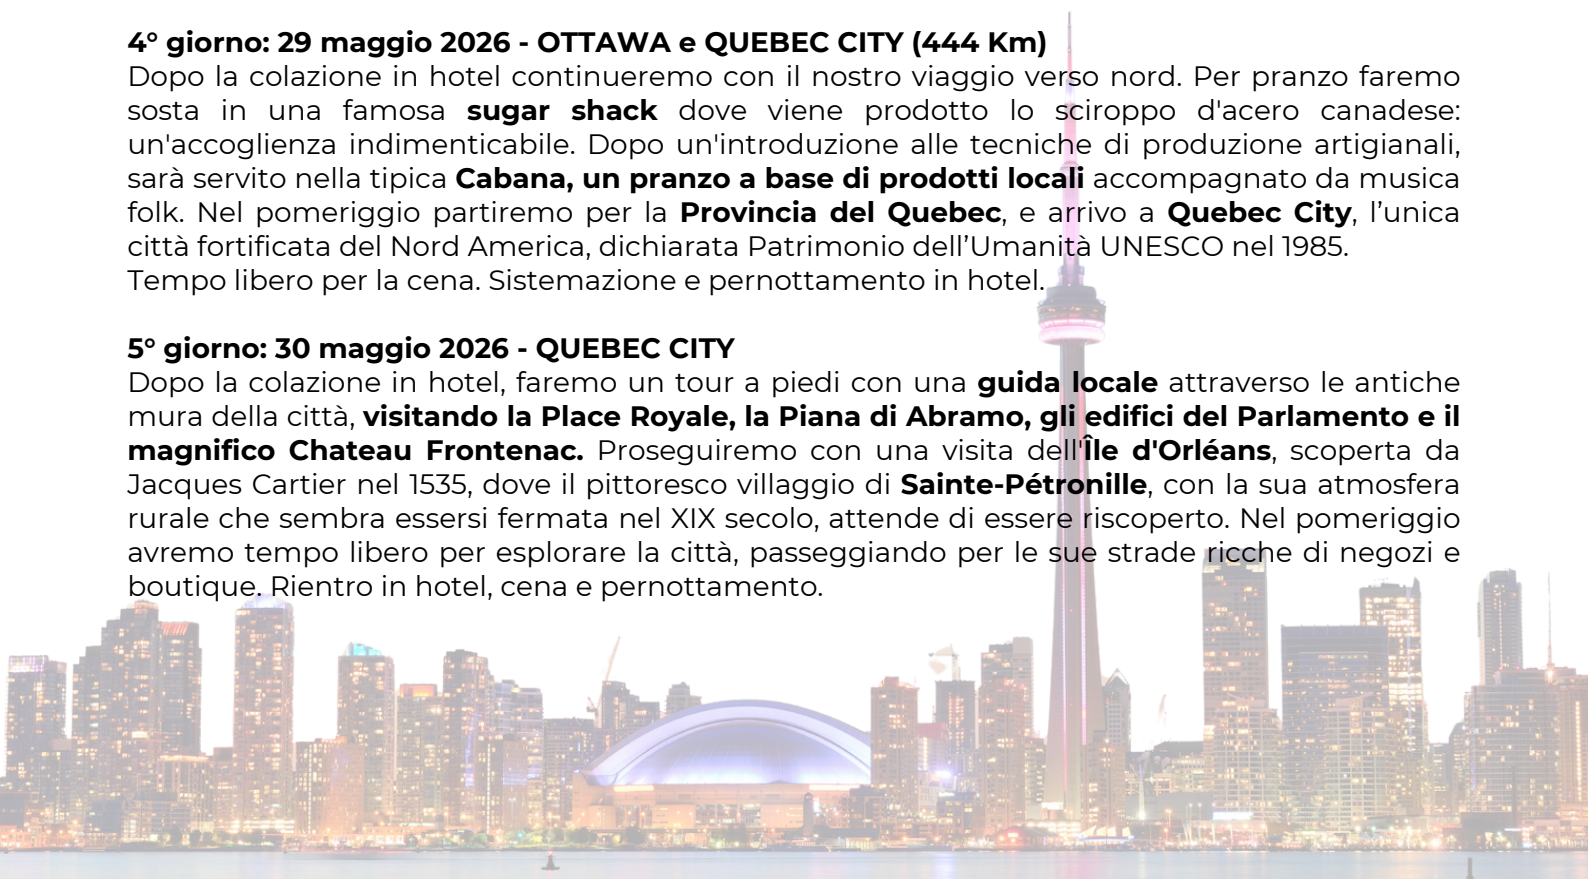 4° giorno: 29 maggio 2026 - OTTAWA e QUEBEC CITY (444 Km)
Dopo la colazione in hotel continueremo con il nostro viaggio verso nord. Per pranzo faremo
sosta in una famosa sugar shack dove viene prodotto lo sciroppo d'acero canadese:
un'accoglienza indimenticabile. Dopo un'introduzione alle tecniche di produzione artigianali,
sarà servito nella tipica Cabana, un pranzo a base di prodotti locali accompagnato da musica
folk. Nel pomeriggio partiremo per la Provincia del Quebec, e arrivo a Quebec City, l’unica
città fortificata del Nord America, dichiarata Patrimonio dell’Umanità UNESCO nel 1985.
Tempo libero per la cena. Sistemazione e pernottamento in hotel.
5° giorno: 30 maggio 2026 - QUEBEC CITY
Dopo la colazione in hotel, faremo un tour a piedi con una guida locale attraverso le antiche
mura della città, visitando la Place Royale, la Piana di Abramo, gli edifici del Parlamento e il
magnifico Chateau Frontenac. Proseguiremo con una visita dell'Île d'Orléans, scoperta da
Jacques Cartier nel 1535, dove il pittoresco villaggio di Sainte-Pétronille, con la sua atmosfera
rurale che sembra essersi fermata nel XIX secolo, attende di essere riscoperto. Nel pomeriggio
avremo tempo libero per esplorare la città, passeggiando per le sue strade ricche di negozi e
boutique. Rientro in hotel, cena e pernottamento.